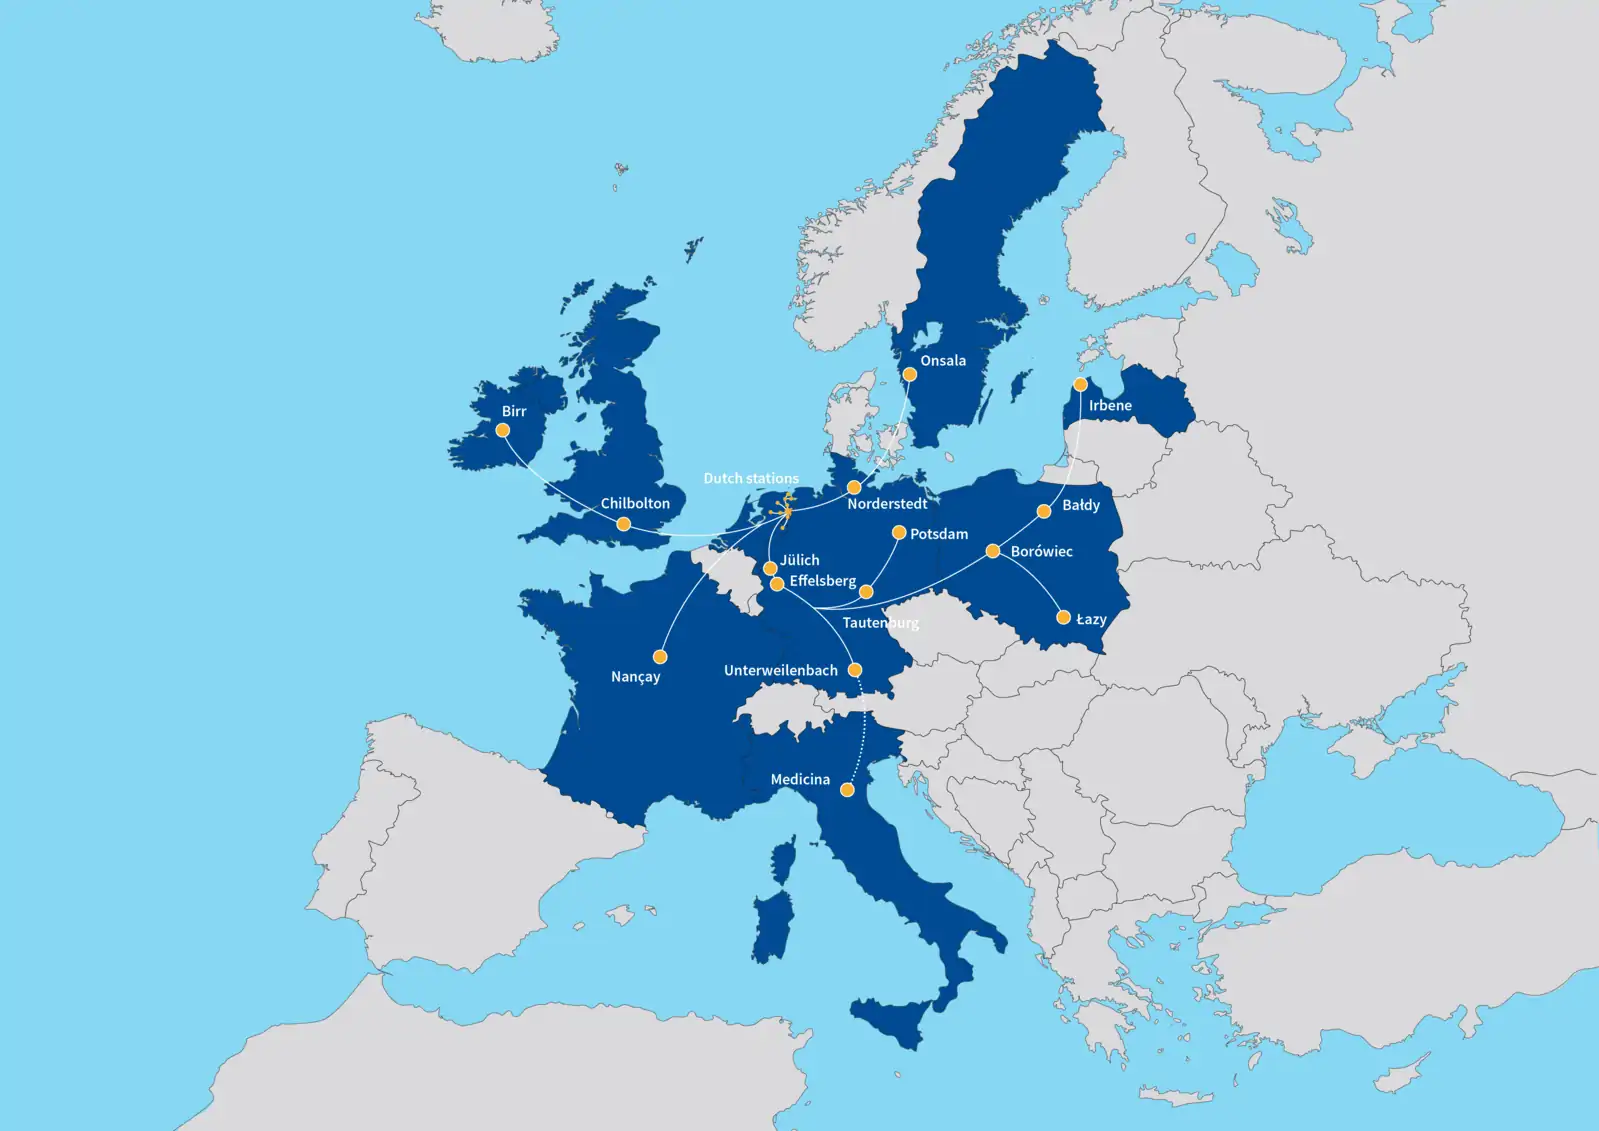 Onsala
Irbene
Birr
Dutch stations
Chilbolton
Norderstedt
Bałdy
Potsdam
Borówiec
Jülich
Effelsberg
Tautenburg
Łazy
Unterweilenbach
Nançay
Medicina